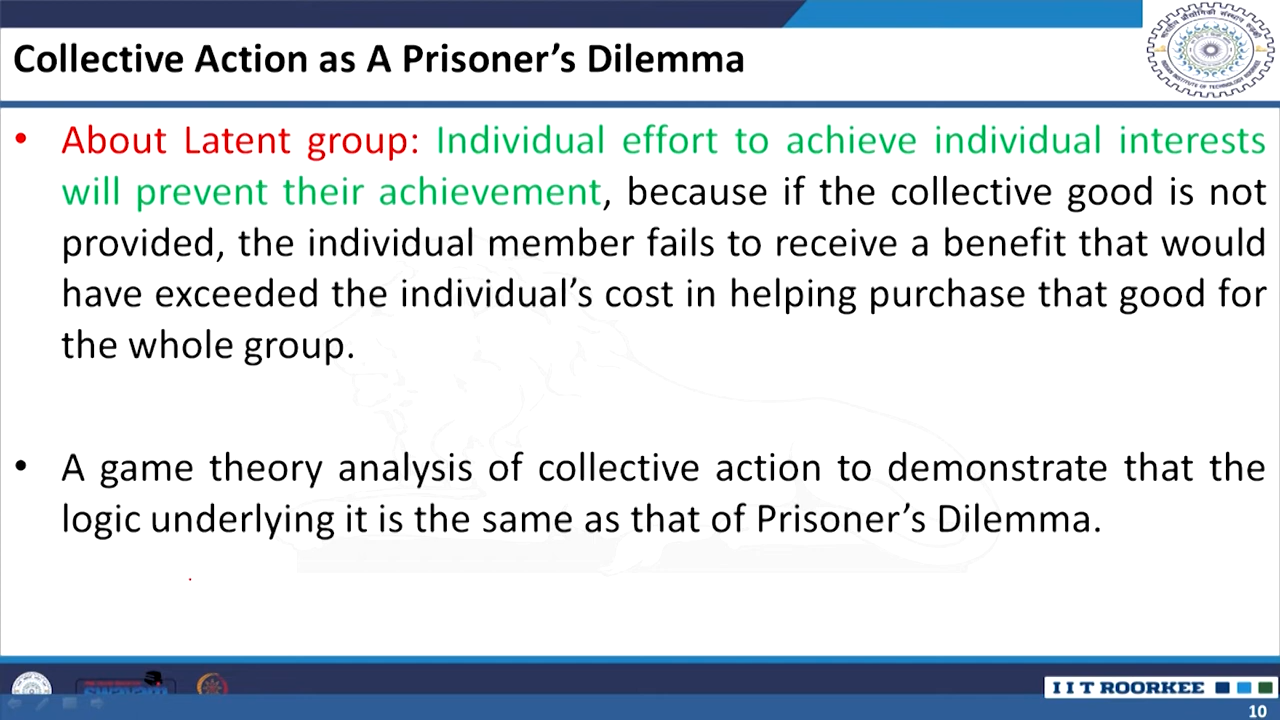 Collective Action as A Prisoner's Dilemma
• About Latent group: Individual effort to achieve individual interests
will prevent their achievement, because if the collective good is not
provided, the individual member fails to receive a benefit that would
have exceeded the individual's cost in helping purchase that good for
the whole group.
• A game theory analysis of collective action to demonstrate that the
logic underlying it is the same as that of Prisoner's Dilemma.
swayam
IIT ROORKEE
10